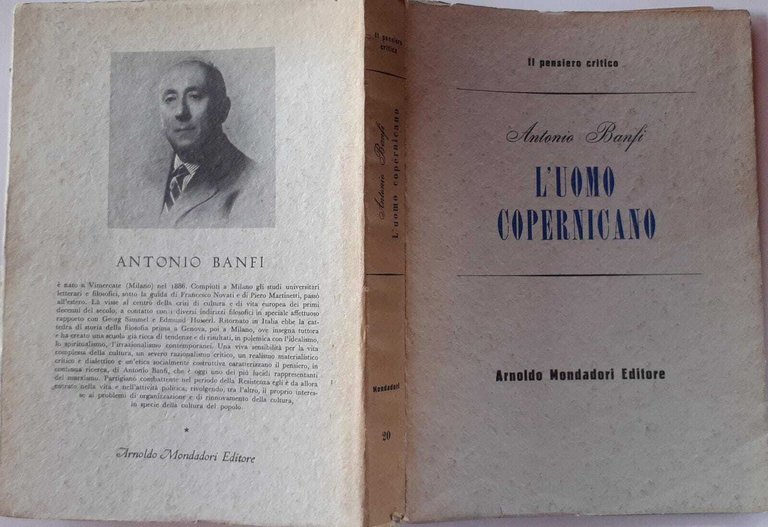 ANTONIO BANFI
è nato a Vimercate (Milano) nel 1886. Compiuti a Milano gli studi universitari
letterari e filosofici, sotto la guida di Francesco Novati e di Piero Martinetti, passò
all'estero. Là visse al centro della crisi di cultura e di vita europea dei primi
decenni del secolo, a contatto con i diversi indirizzi filosofici in speciale affettuoso
rapporto con Georg Simmel e Edmund Husserl. Ritornato in Italia ebbe la cat-
tedra di storia della filosofia prima a Genova, poi a Milano, ove insegna tuttora
e ha creato una scuola già ricca di tendenze e di risultati, in polemica con l'idealismo,
lo spiritualismo, l'irrazionalismo contemporanei. Una viva sensibilità per la vita
complessa della cultura, un severo razionalismo critico, un realismo materialistico
critico e dialettico e un'etica socialmente costruttiva caratterizzano il pensiero, in
continua ricerca, di Antonio Banfi, che è oggi uno dei più lucidi rappresentanti
del marxismo. Partigiano combattente nel periodo della Resistenza egli è da allora
entrato nella vita e nell'attività politica; rivolgendo, tra l'altro, il proprio interes-
se ai problemi di organizzazione e di rinnovamento della cultura,
in specie della cultura del popolo.
Arnoldo Mondadori Editore
Il pensiero
critico
Antonio Banfi
L'uomo copernicano
Mondadori
20
Il pensiero critico
Antonio Banfi
L'UOMO
COPERNICANO
Arnoldo Mondadori Editore